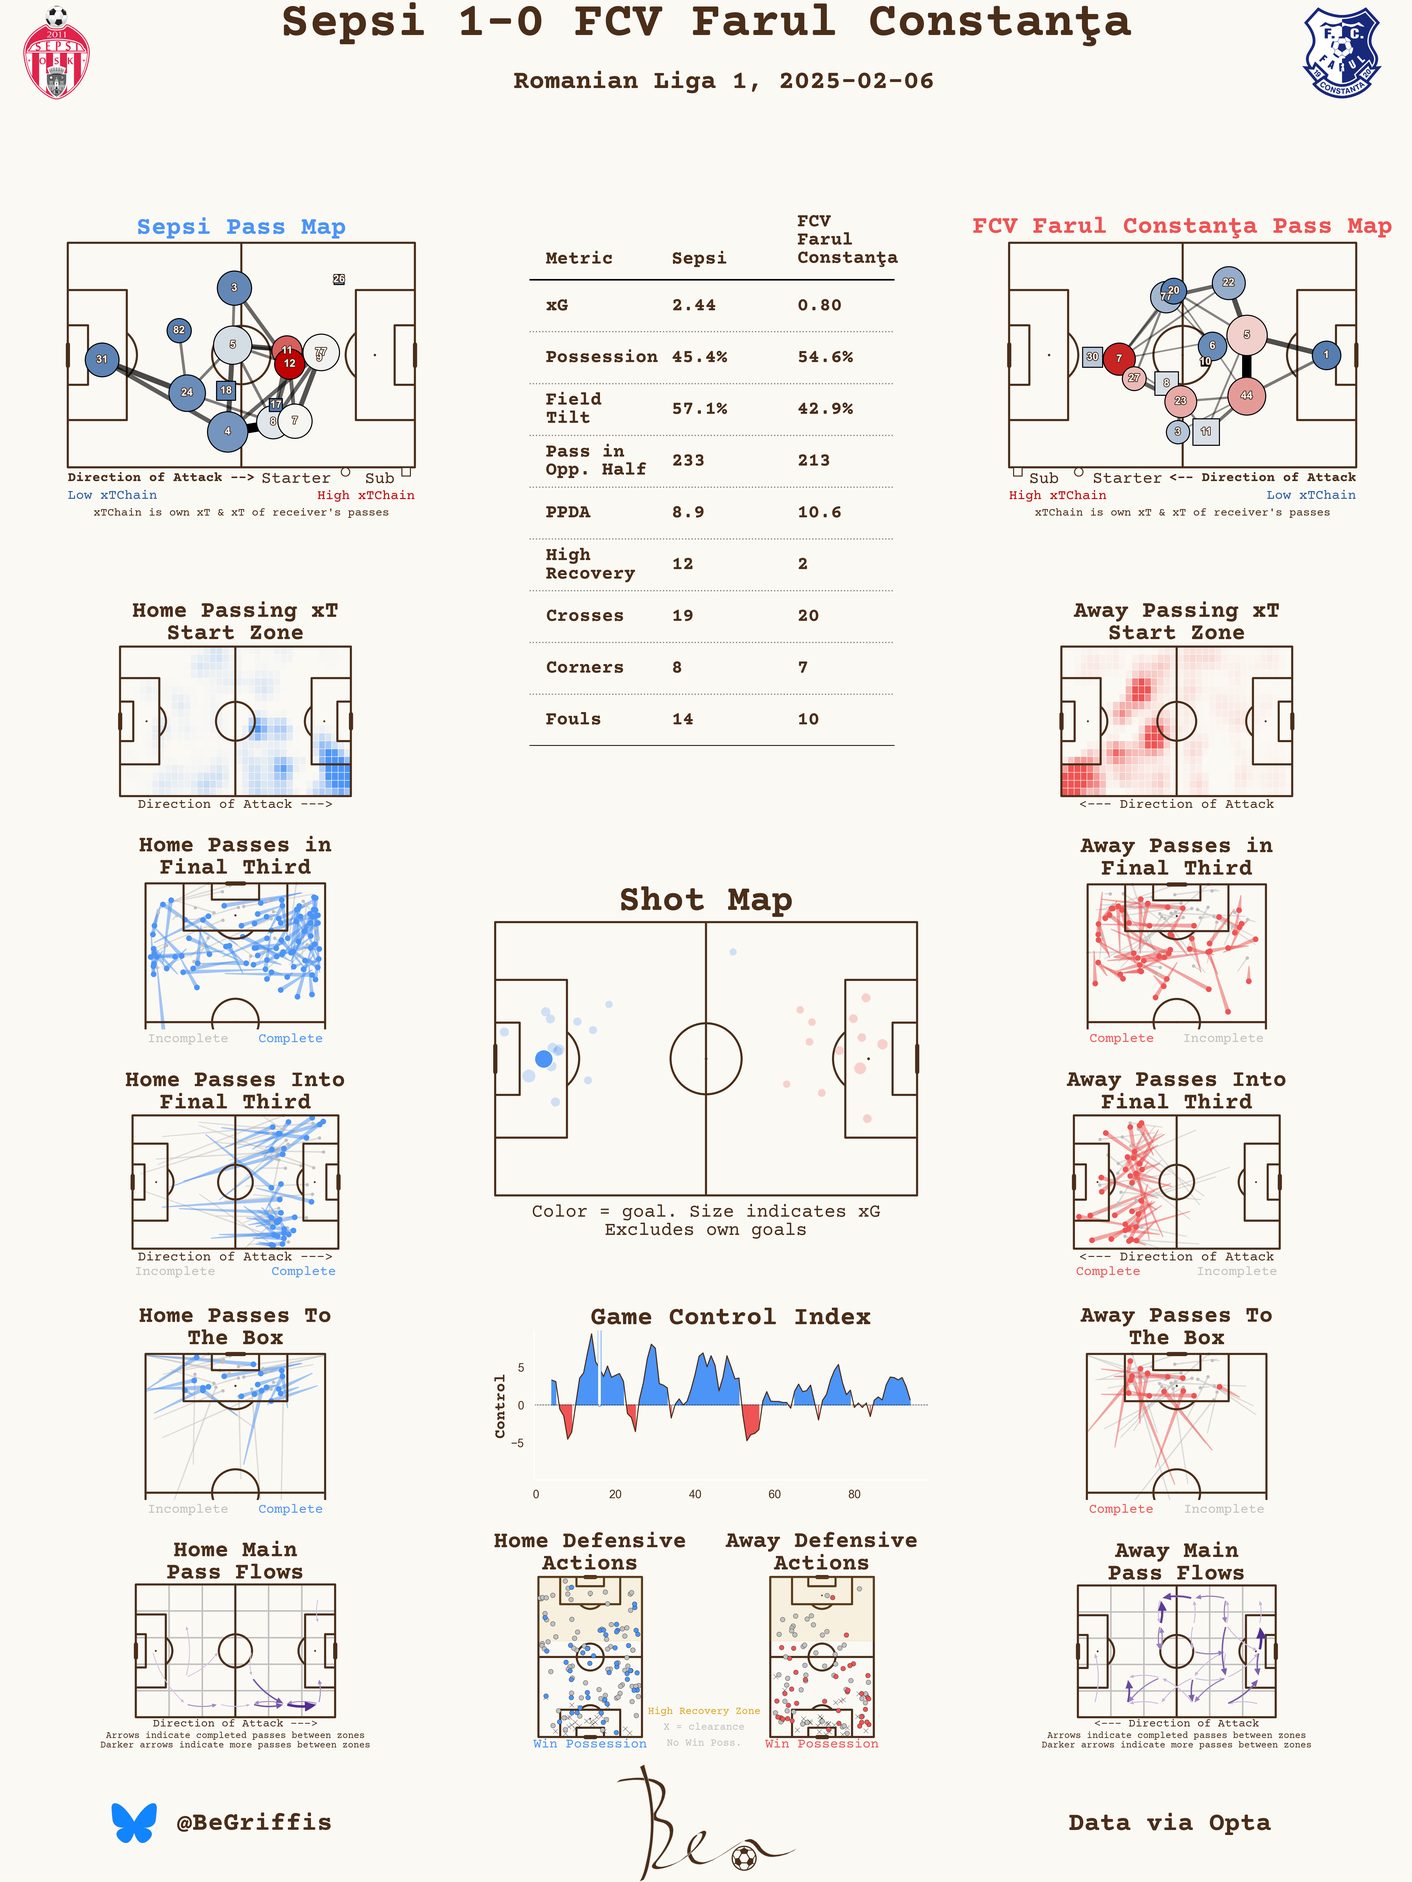 Sepsi 1-0 FCV Farul Constanţa
Romanian Liga 1, 2025-02-06
2011
SEPSI
OSK
F. C.
FARUL
19 20
CONSTANTA
Sepsi Pass Map
26
3
82
5
11
77
9
31
12
24
18
17
4
8
7
Direction of Attack --> Starter Sub
Low xTChain High xTChain
xTChain is own xT & xT of receiver's passes
Metric Sepsi FCV Farul Constanţa
xG 2.44 0.80
Possession 45.4% 54.6%
Field Tilt 57.1% 42.9%
Pass in Opp. Half 233 213
PPDA 8.9 10.6
High Recovery 12 2
Crosses 19 20
Corners 8 7
Fouls 14 10
FCV Farul Constanţa Pass Map
22
77
20
5
6
30
7
10
1
27
8
23
44
3
11
Sub Starter <-- Direction of Attack
High xTChain Low xTChain
xTChain is own xT & xT of receiver's passes
Home Passing xT
Start Zone
Direction of Attack --->
Away Passing xT
Start Zone
<--- Direction of Attack
Home Passes in
Final Third
Incomplete Complete
Away Passes in
Final Third
Complete Incomplete
Shot Map
Color = goal. Size indicates xG
Excludes own goals
Home Passes Into
Final Third
Direction of Attack --->
Incomplete Complete
Away Passes Into
Final Third
<--- Direction of Attack
Complete Incomplete
Home Passes To
The Box
Incomplete Complete
Game Control Index
Control
5
0
−5
0 20 40 60 80
Away Passes To
The Box
Complete Incomplete
Home Main
Pass Flows
Direction of Attack --->
Arrows indicate completed passes between zones
Darker arrows indicate more passes between zones
Home Defensive
Actions
Win Possession
Away Defensive
Actions
Win Possession
High Recovery Zone
X = clearance
No Win Poss.
Away Main
Pass Flows
<--- Direction of Attack
Arrows indicate completed passes between zones
Darker arrows indicate more passes between zones
@BeGriffis
Ben
Data via Opta